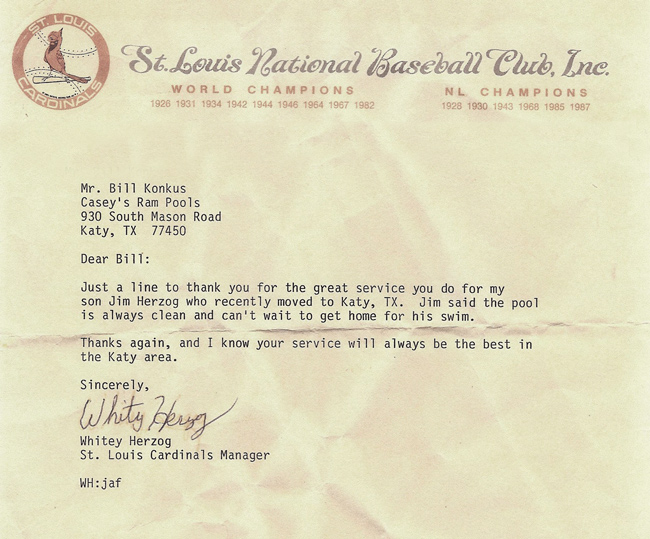 ST. LOUIS
CARDINALS
St. Louis National Baseball Club, Inc.
WORLD CHAMPIONS
1926 1931 1934 1942 1944 1946 1964 1967 1982
NL CHAMPIONS
1928 1930 1943 1968 1985 1987
Mr. Bill Konkus
Casey's Ram Pools
930 South Mason Road
Katy, TX 77450
Dear Bill:
Just a line to thank you for the great service you do for my
son Jim Herzog who recently moved to Katy, TX. Jim said the pool
is always clean and can't wait to get home for his swim.
Thanks again, and I know your service will always be the best in
the Katy area.
Sincerely,
Whitey Herzog
Whitey Herzog
St. Louis Cardinals Manager
WH:jaf